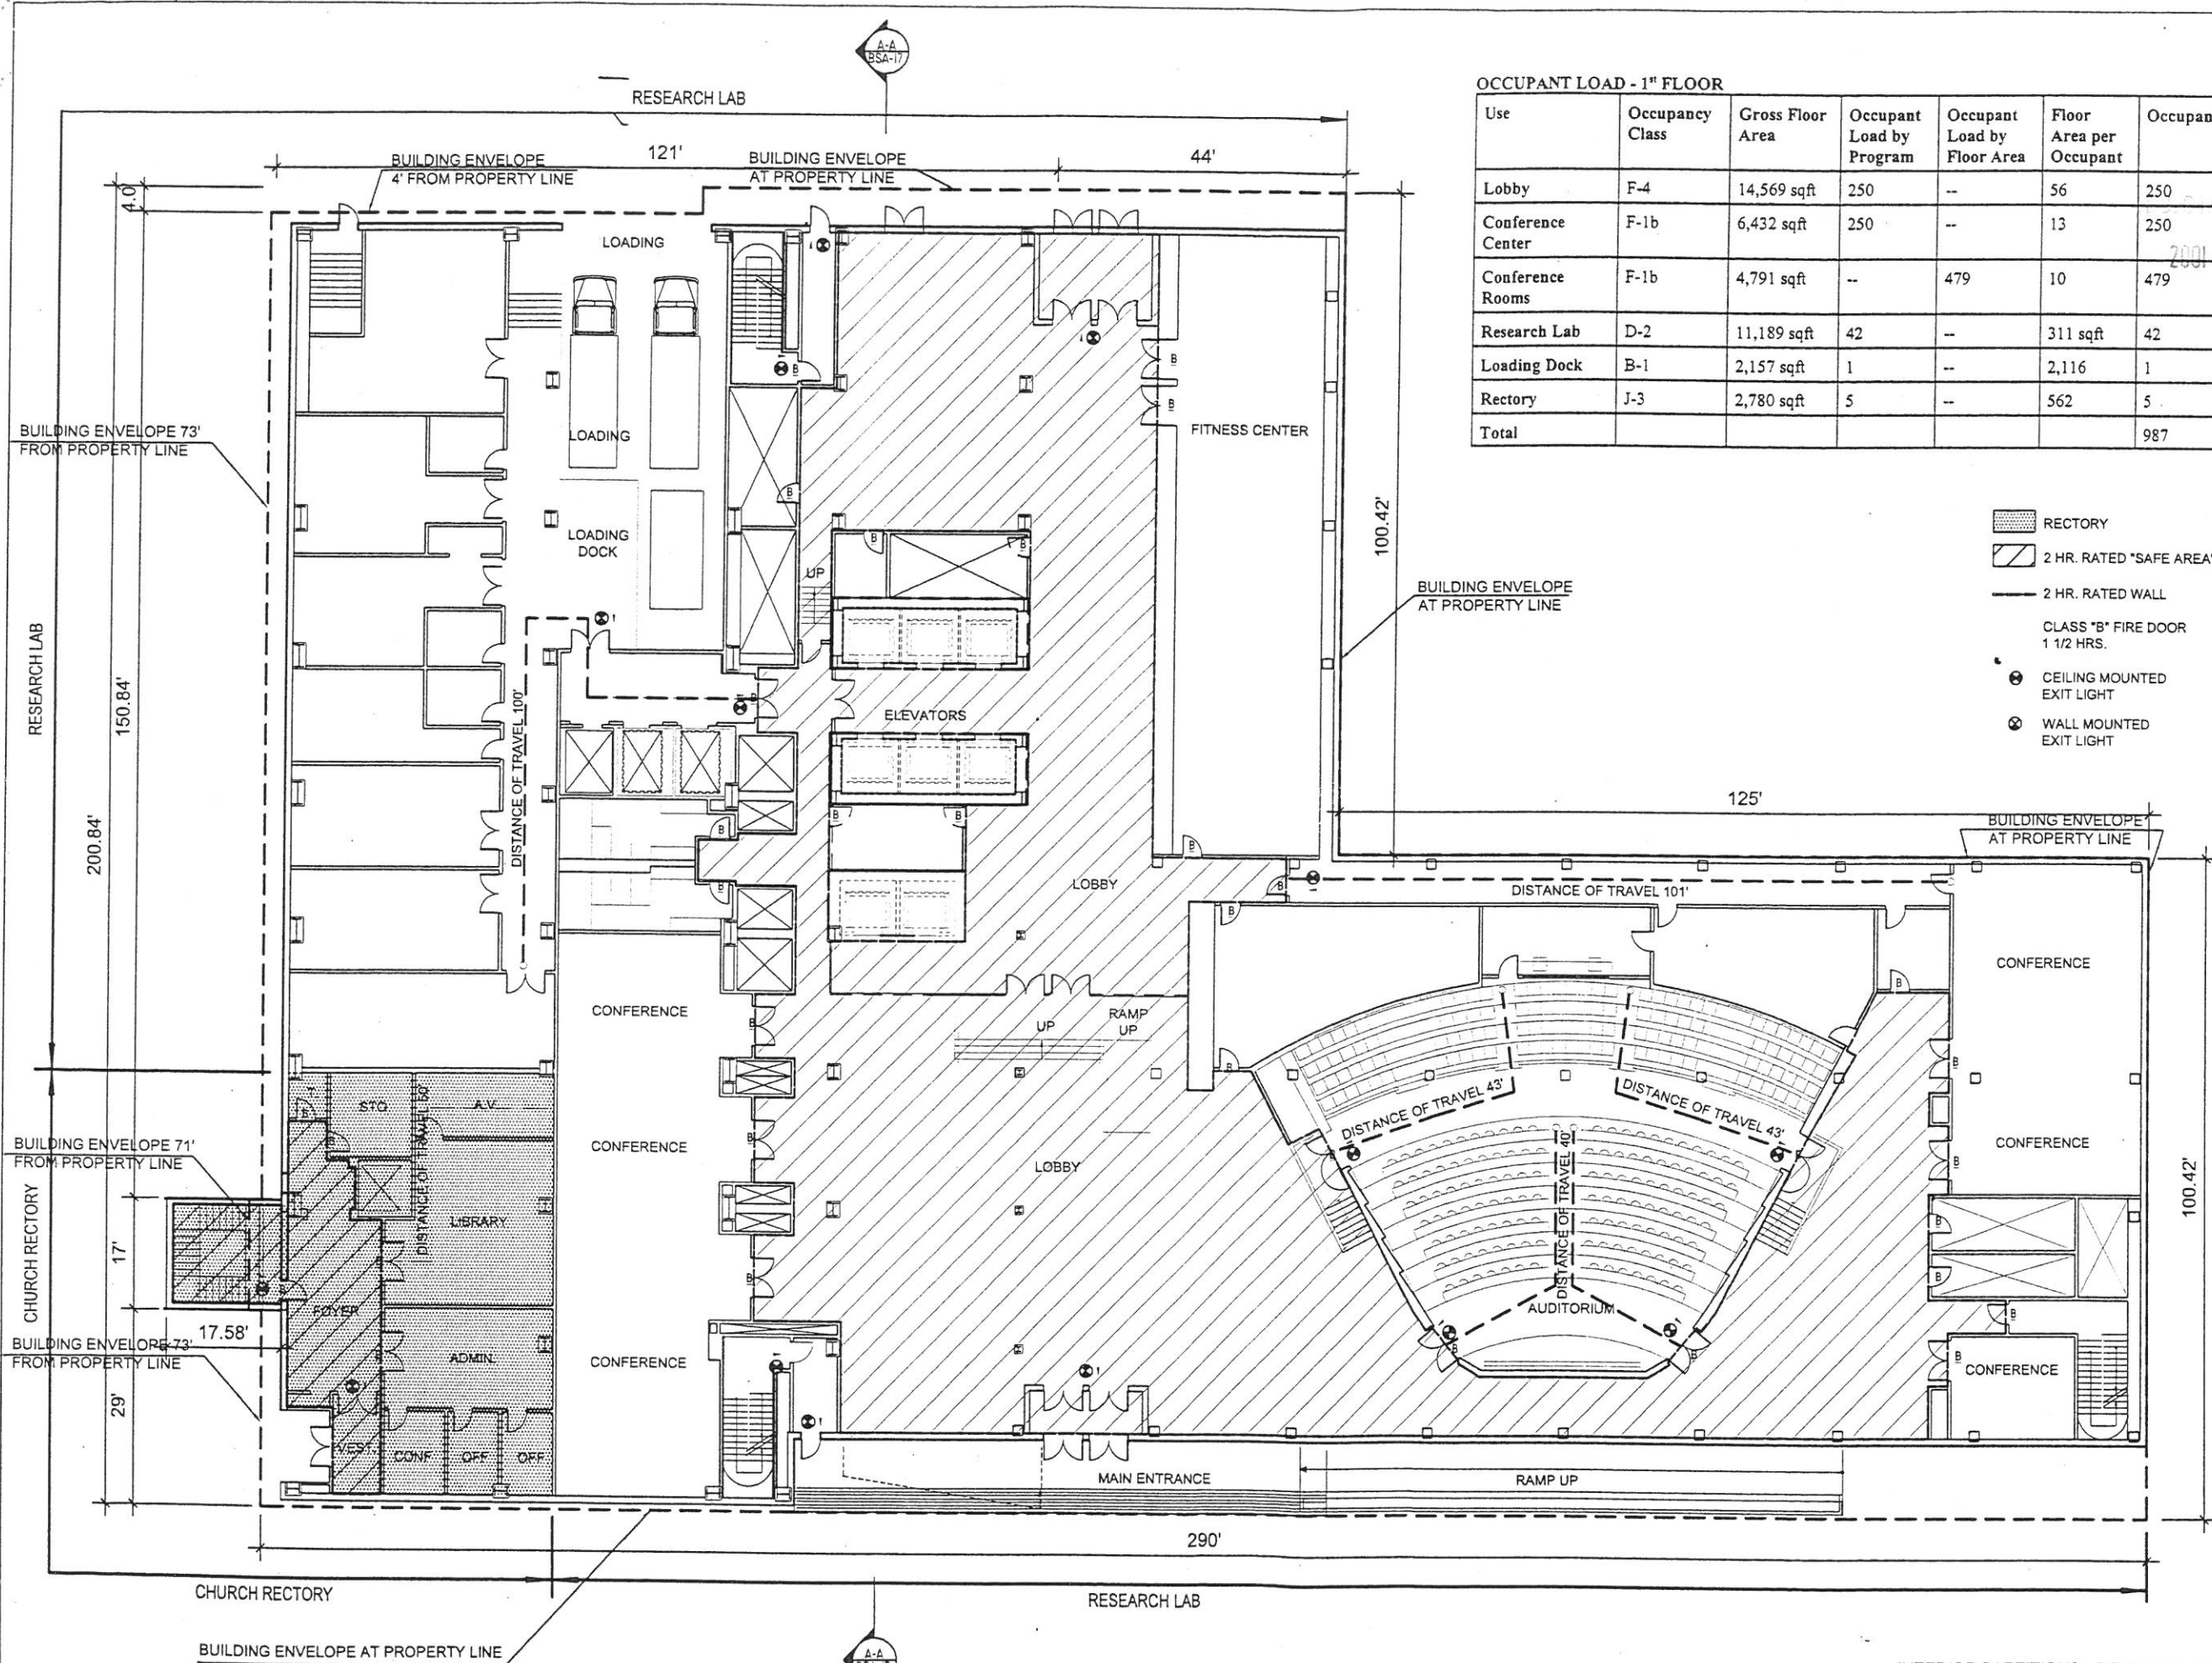 A-A
BSA-17
RESEARCH LAB
OCCUPANT LOAD - 1st FLOOR
Use Occupancy Class Gross Floor Area Occupant Load by Program Occupant Load by Floor Area Floor Area per Occupant
Lobby F-4 14,569 sqft 250 -- 56 250
Conference Center F-1b 6,432 sqft 250 -- 13 250
2001
Conference Rooms F-1b 4,791 sqft -- 479 10 479
Research Lab D-2 11,189 sqft 42 -- 311 sqft 42
Loading Dock B-1 2,157 sqft 1 -- 2,116 1
Rectory J-3 2,780 sqft 5 -- 562 5
Total 987
121'
44'
BUILDING ENVELOPE
4' FROM PROPERTY LINE
BUILDING ENVELOPE
AT PROPERTY LINE
4.0
LOADING
LOADING
LOADING
DOCK
FITNESS CENTER
BUILDING ENVELOPE 73'
FROM PROPERTY LINE
100.42'
RECTORY
2 HR. RATED "SAFE AREA"
2 HR. RATED WALL
CLASS "B" FIRE DOOR
1 1/2 HRS.
CEILING MOUNTED
EXIT LIGHT
WALL MOUNTED
EXIT LIGHT
BUILDING ENVELOPE
AT PROPERTY LINE
UP
RESEARCH LAB
150.84'
200.84'
DISTANCE OF TRAVEL 100'
ELEVATORS
125'
BUILDING ENVELOPE
AT PROPERTY LINE
LOBBY
DISTANCE OF TRAVEL 101'
CONFERENCE
CONFERENCE
UP
RAMP
UP
STO.
A.V.
DISTANCE OF TRAVEL 50'
DISTANCE OF TRAVEL 43'
DISTANCE OF TRAVEL 43'
BUILDING ENVELOPE 71'
FROM PROPERTY LINE
CONFERENCE
LOBBY
DISTANCE OF TRAVEL 40'
CONFERENCE
100.42'
CHURCH RECTORY
17'
LIBRARY
FOYER
17.58'
AUDITORIUM
BUILDING ENVELOPE 73'
FROM PROPERTY LINE
ADMIN.
CONFERENCE
CONFERENCE
29'
VEST.
CONF
OFF
OFF
MAIN ENTRANCE
RAMP UP
290'
CHURCH RECTORY
RESEARCH LAB
BUILDING ENVELOPE AT PROPERTY LINE
A-A